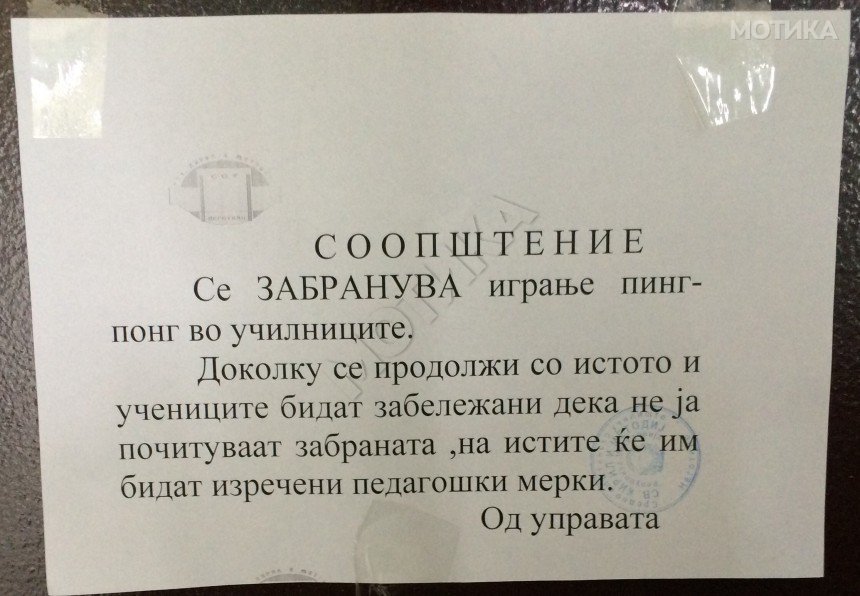 МОТИКА
СООПШТЕНИЕ
Се ЗАБРАНУВА играње пинг-
понг во училниците.
Доколку се продолжи со истото и
учениците бидат забележани дека не ја
почитуваат забраната ,на истите ќе им
бидат изречени педагошки мерки.
Од управата